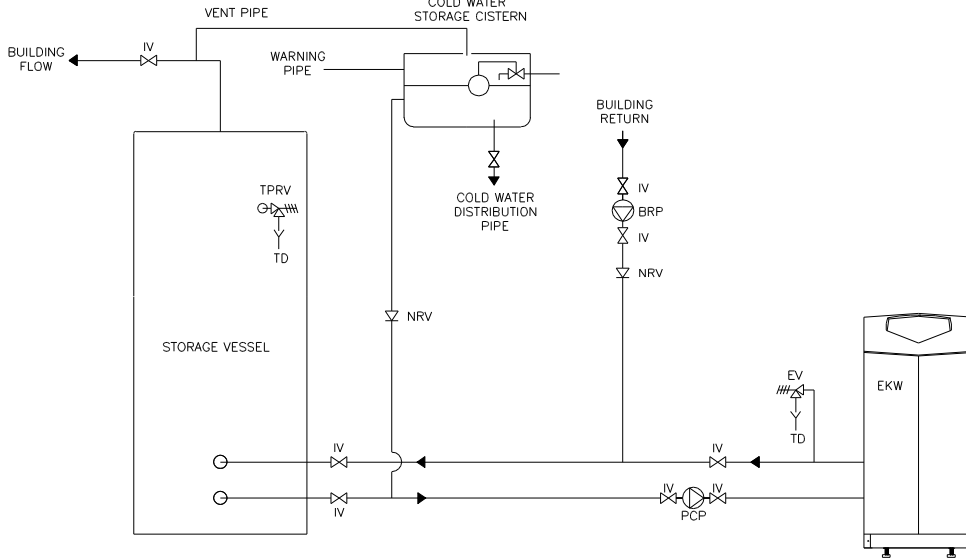 COLD WATER
STORAGE CISTERN
VENT PIPE
IV
BUILDING
FLOW
WARNING
PIPE
BUILDING
RETURN
IV
BRP
IV
NRV
COLD WATER
DISTRIBUTION
PIPE
TPRV
TD
NRV
STORAGE VESSEL
EV
TD
EKW
IV
IV
IV
IV
IV
PCP